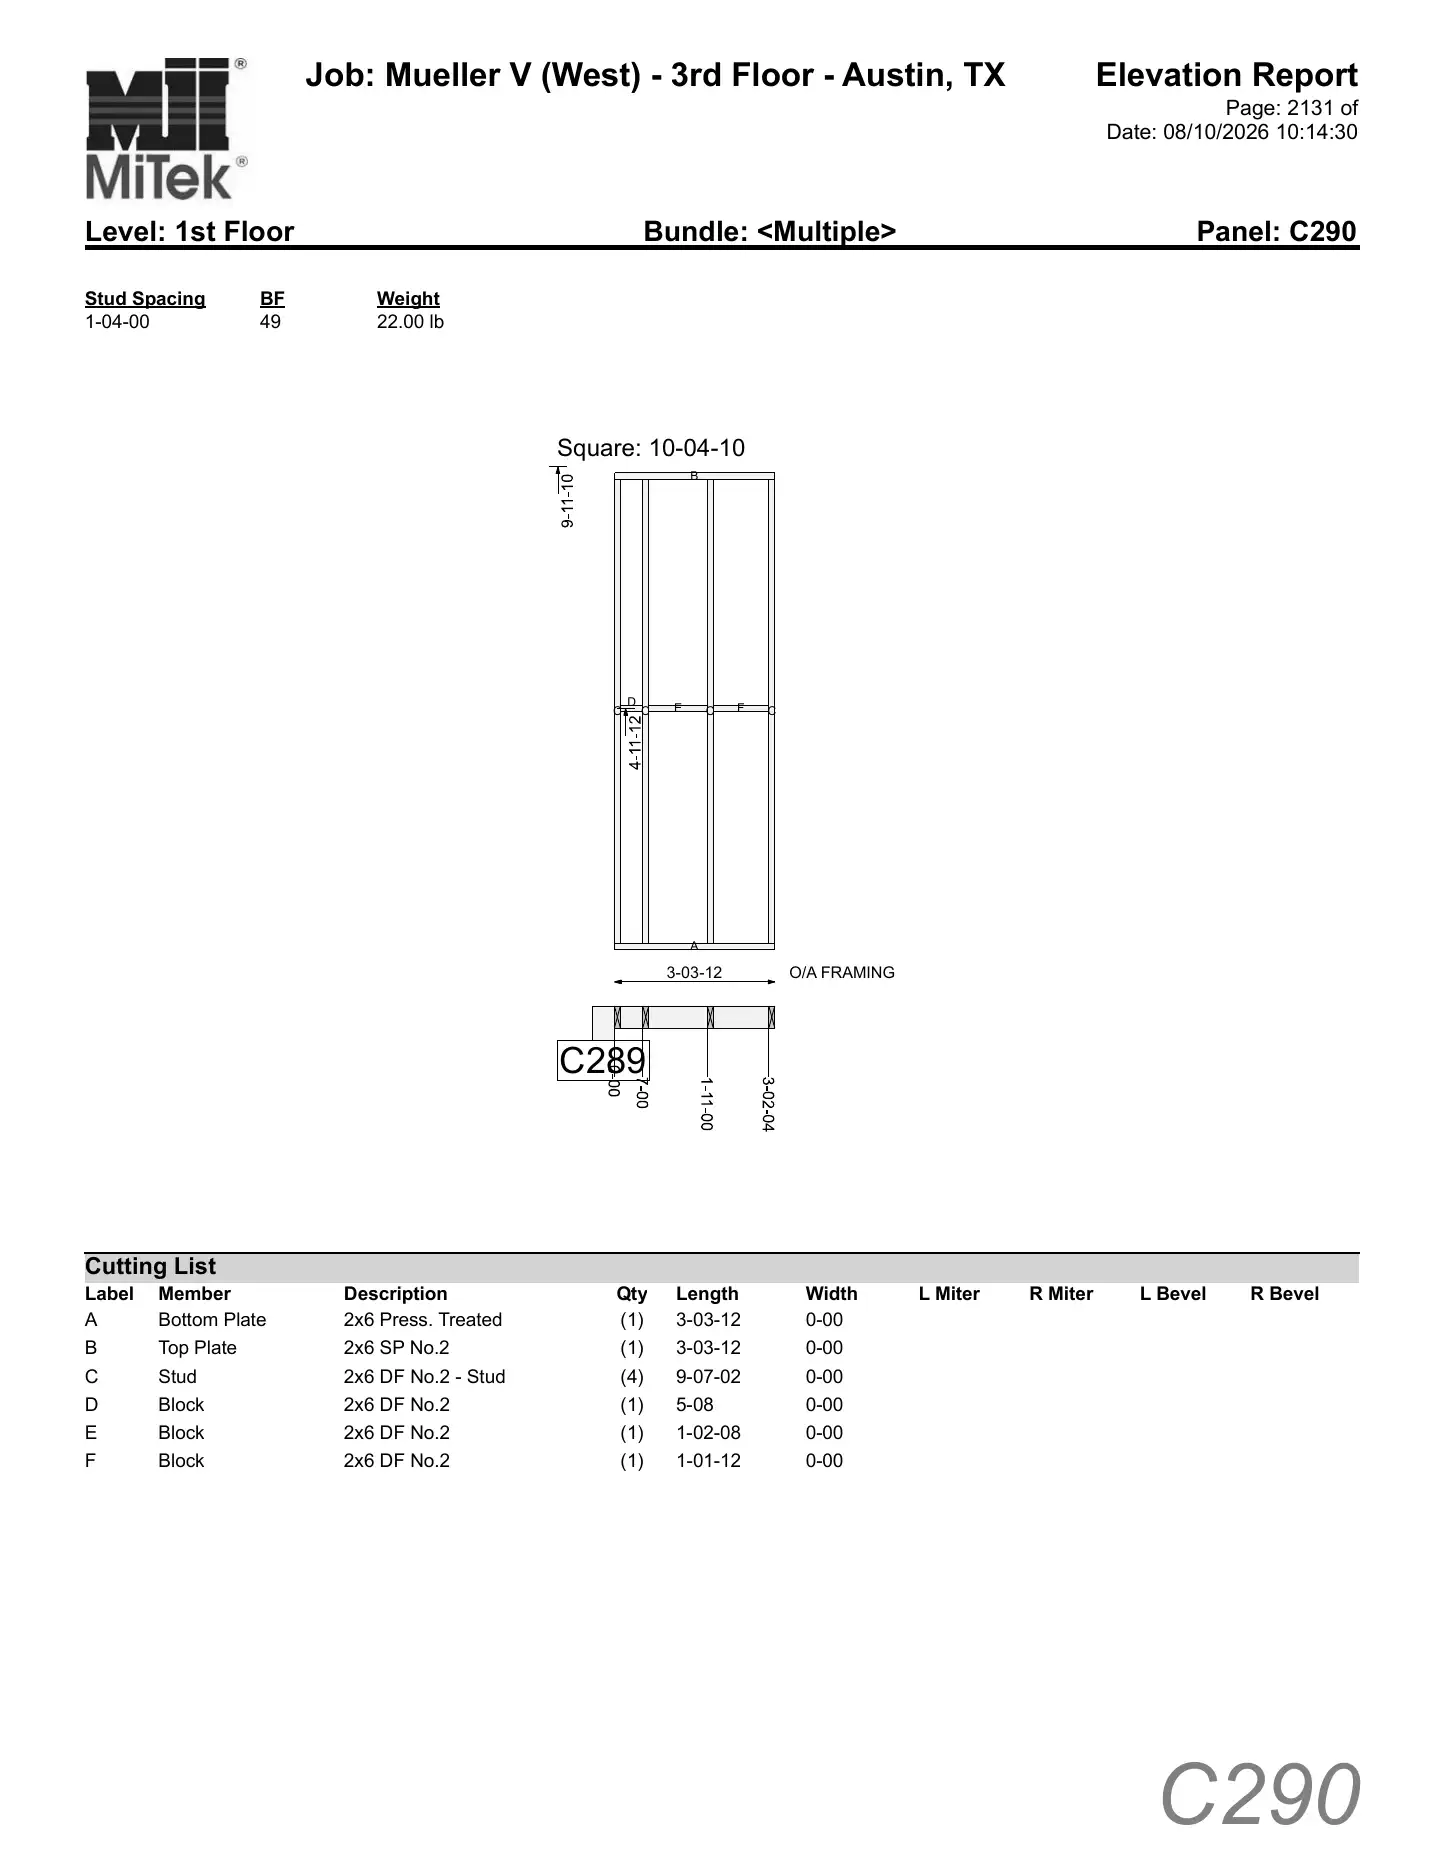 Job: Mueller V (West) - 3rd Floor - Austin, TX
Elevation Report
Page: 2131 of
Date: 08/10/2026 10:14:30
® MiTek ®
Level: 1st Floor Bundle: <Multiple> Panel: C290
Stud Spacing BF Weight
1-04-00 49 22.00 lb
Square: 10-04-10
9-11-10
B
D
E F
C C C C
4-11-12
A
3-03-12 O/A FRAMING
C289
7-00 1-11-00 3-02-04
Cutting List
Label Member Description Qty Length Width L Miter R Miter L Bevel R Bevel
A Bottom Plate 2x6 Press. Treated (1) 3-03-12 0-00
B Top Plate 2x6 SP No.2 (1) 3-03-12 0-00
C Stud 2x6 DF No.2 - Stud (4) 9-07-02 0-00
D Block 2x6 DF No.2 (1) 5-08 0-00
E Block 2x6 DF No.2 (1) 1-02-08 0-00
F Block 2x6 DF No.2 (1) 1-01-12 0-00
C290